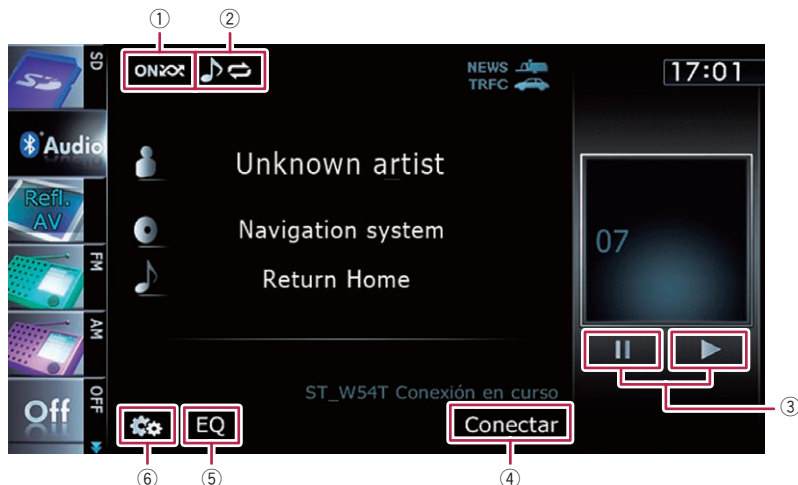 ① ②
SD
ON
NEWS
TRFC
17:01
Audio
Unknown artist
Refl.
AV
Navigation system
07
FM
Return Home
AM
ST_W54T Conexión en curso
③
Off
OFF
EQ
Conectar
⑥ ⑤ ④